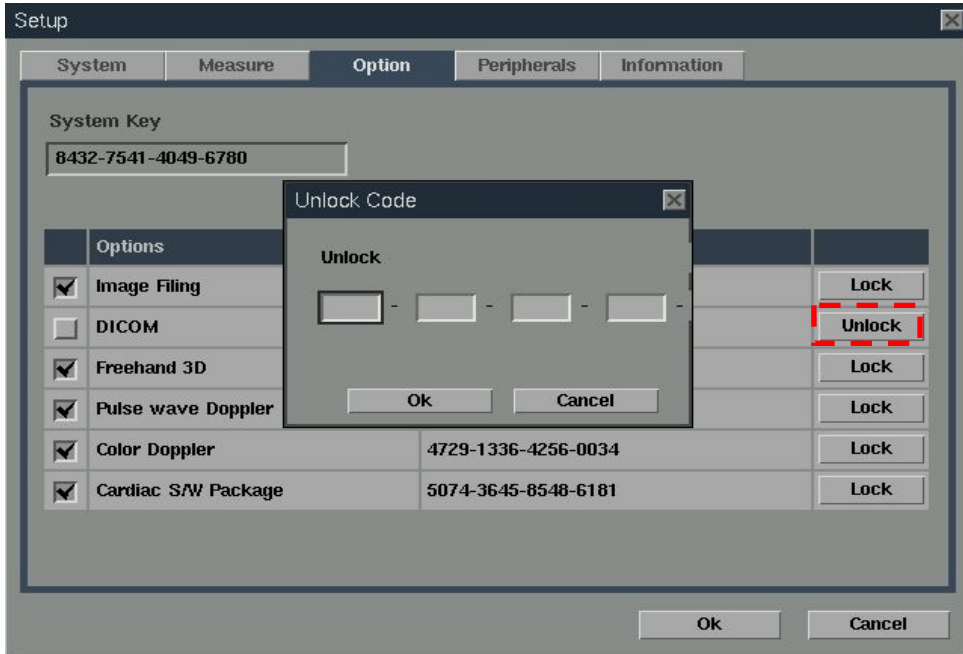 Setup
System Measure Option Peripherals Information
System Key
8432-7541-4049-6780
Unlock Code
Unlock
- - - -
Ok Cancel
Options
Image Filing Lock
DICOM Unlock
Freehand 3D Lock
Pulse wave Doppler Lock
Color Doppler 4729-1336-4256-0034 Lock
Cardiac S/W Package 5074-3645-8548-6181 Lock
Ok Cancel